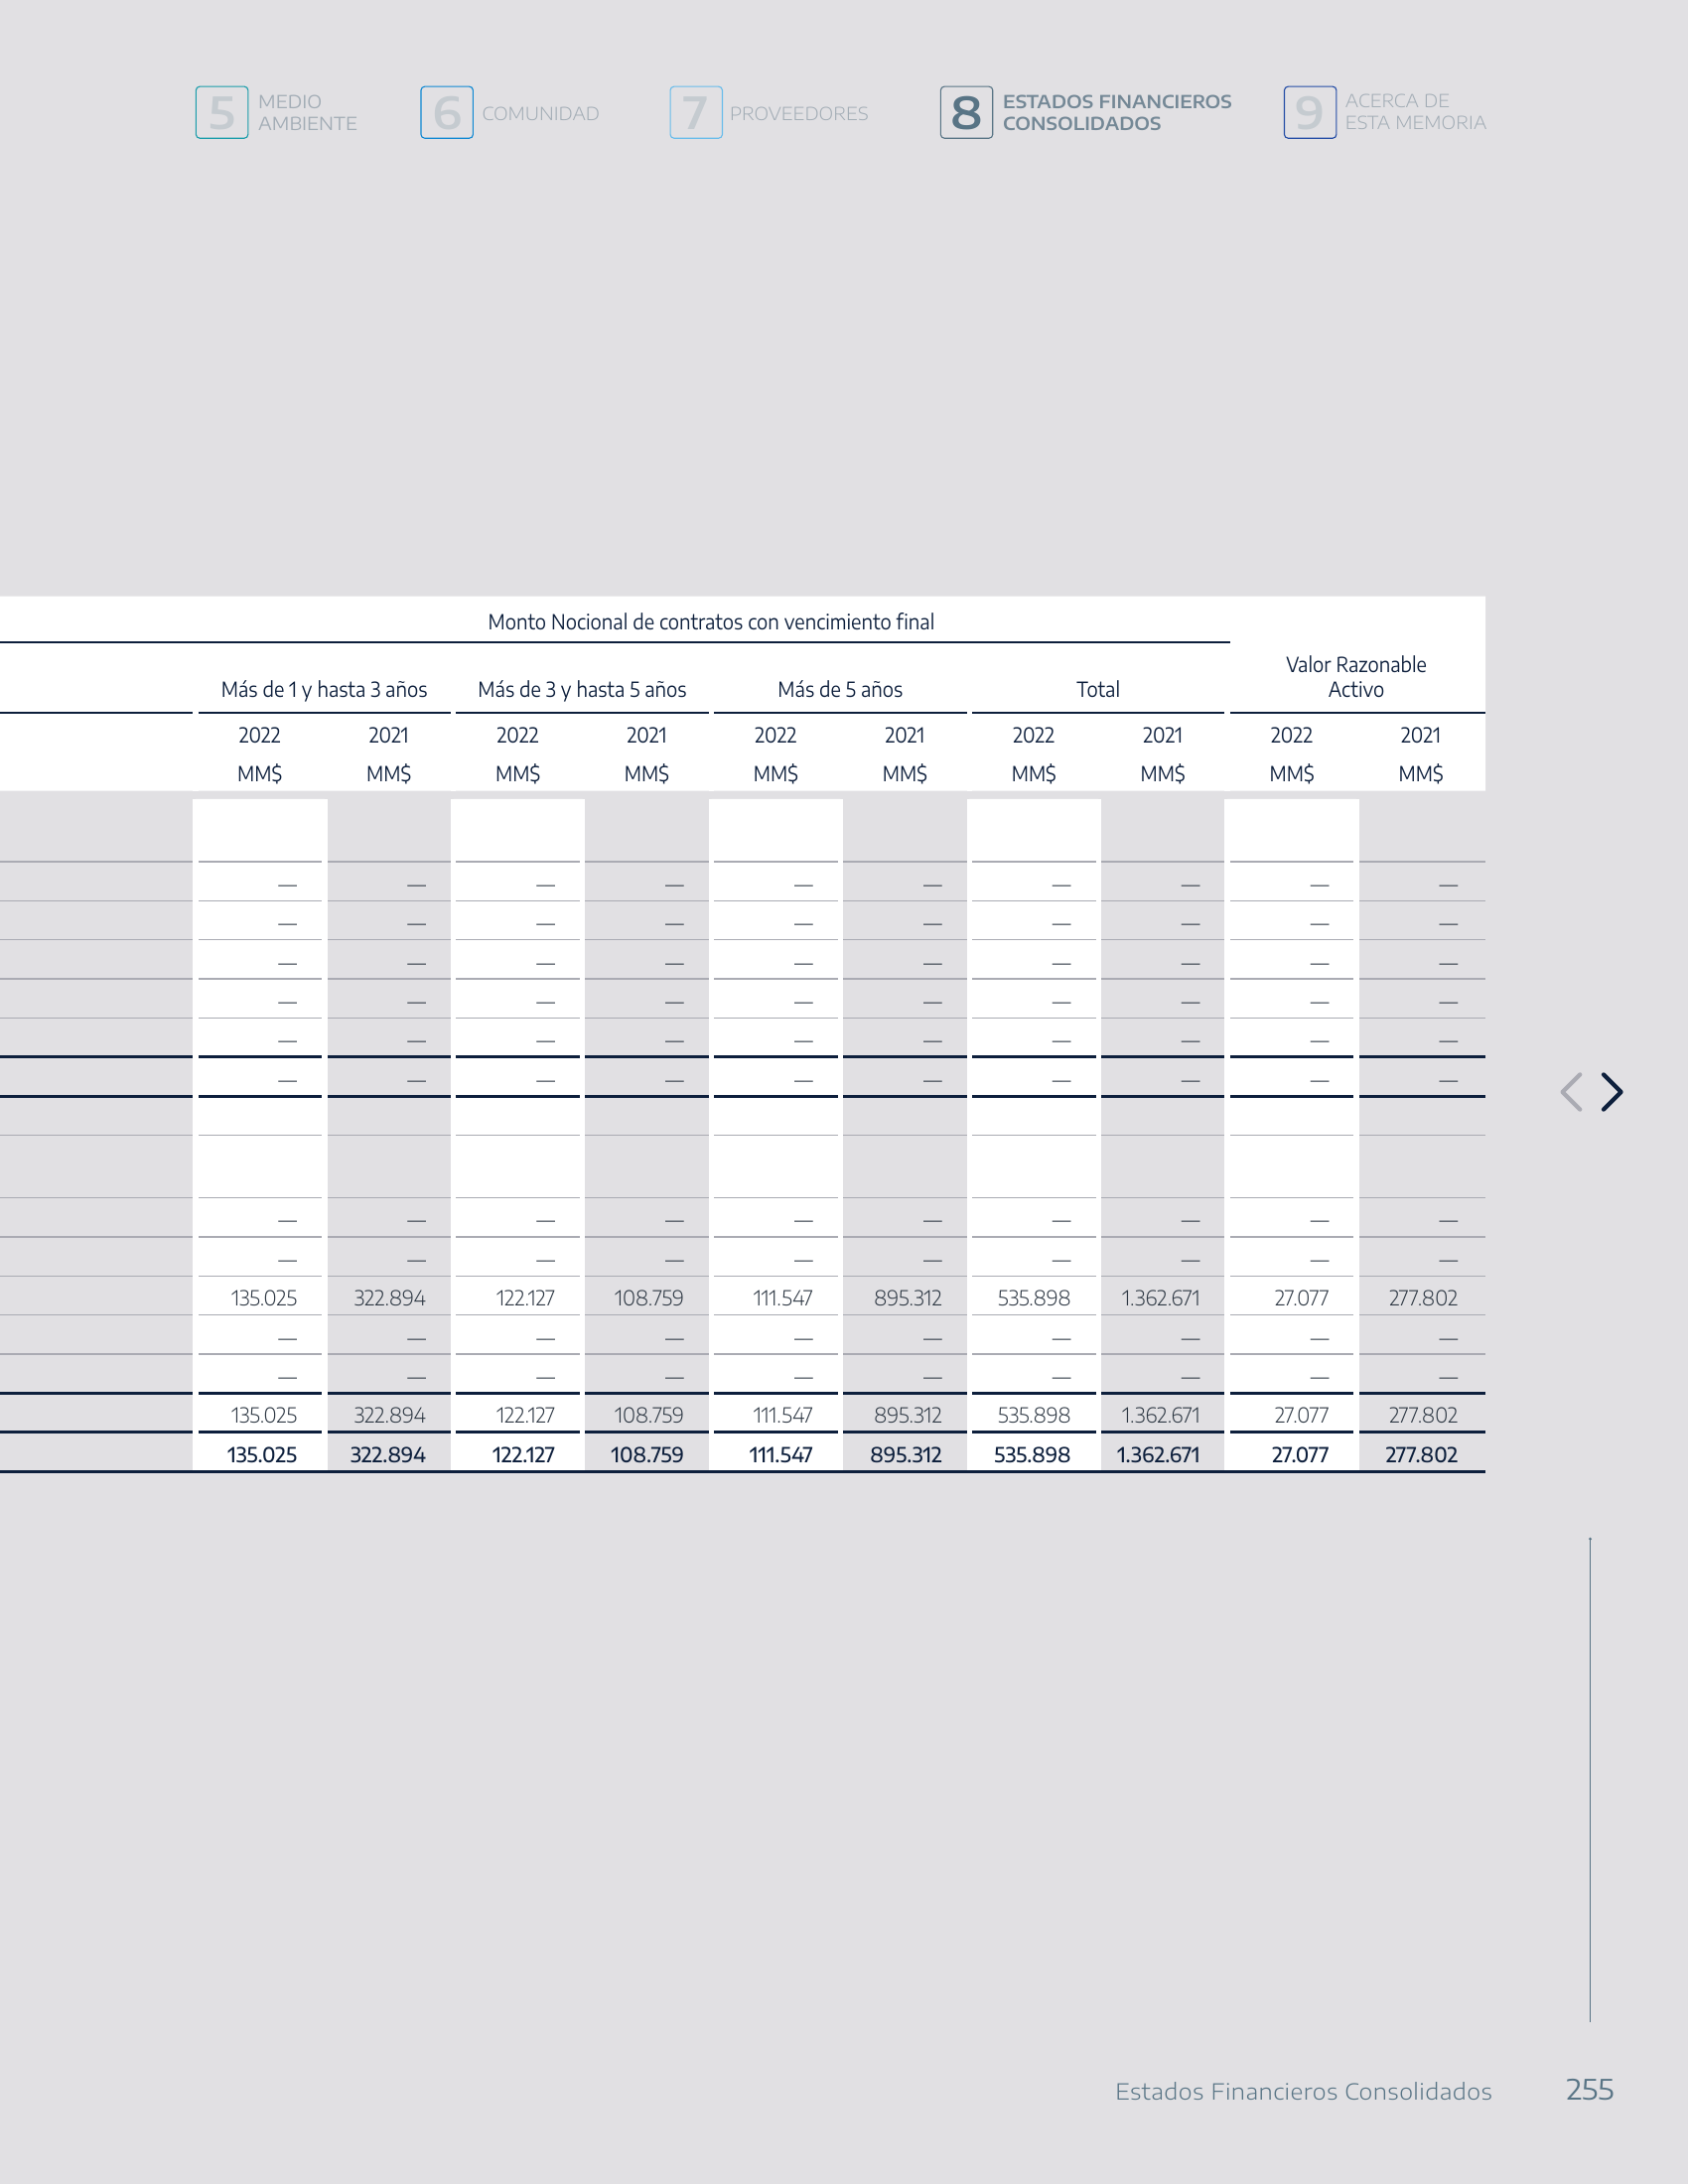 5 MEDIO AMBIENTE 6 COMUNIDAD 7 PROVEEDORES 8 ESTADOS FINANCIEROS CONSOLIDADOS 9 ACERCA DE ESTA MEMORIA
Monto Nocional de contratos con vencimiento final
Valor Razonable
Más de 1 y hasta 3 años Más de 3 y hasta 5 años Más de 5 años Total Activo
2022 2021 2022 2021 2022 2021 2022 2021 2022 2021
MM$ MM$ MM$ MM$ MM$ MM$ MM$ MM$ MM$ MM$
— — — — — — — — — —
— — — — — — — — — —
— — — — — — — — — —
— — — — — — — — — —
— — — — — — — — — —
— — — — — — — — — —
— — — — — — — — — —
— — — — — — — — — —
135.025 322.894 122.127 108.759 111.547 895.312 535.898 1.362.671 27.077 277.802
— — — — — — — — — —
— — — — — — — — — —
135.025 322.894 122.127 108.759 111.547 895.312 535.898 1.362.671 27.077 277.802
135.025 322.894 122.127 108.759 111.547 895.312 535.898 1.362.671 27.077 277.802
Estados Financieros Consolidados 255